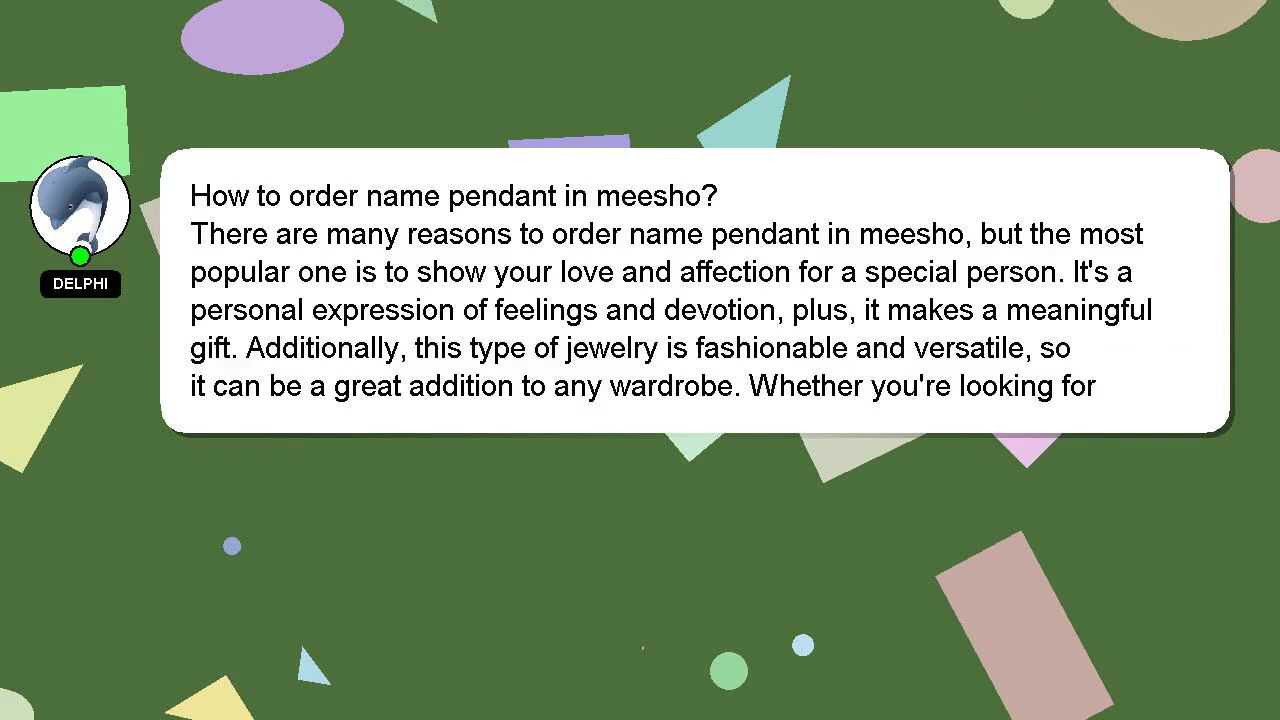 How to order name pendant in meesho?
There are many reasons to order name pendant in meesho, but the most
popular one is to show your love and affection for a special person. It's a
personal expression of feelings and devotion, plus, it makes a meaningful
gift. Additionally, this type of jewelry is fashionable and versatile, so
it can be a great addition to any wardrobe. Whether you're looking for
DELPHI